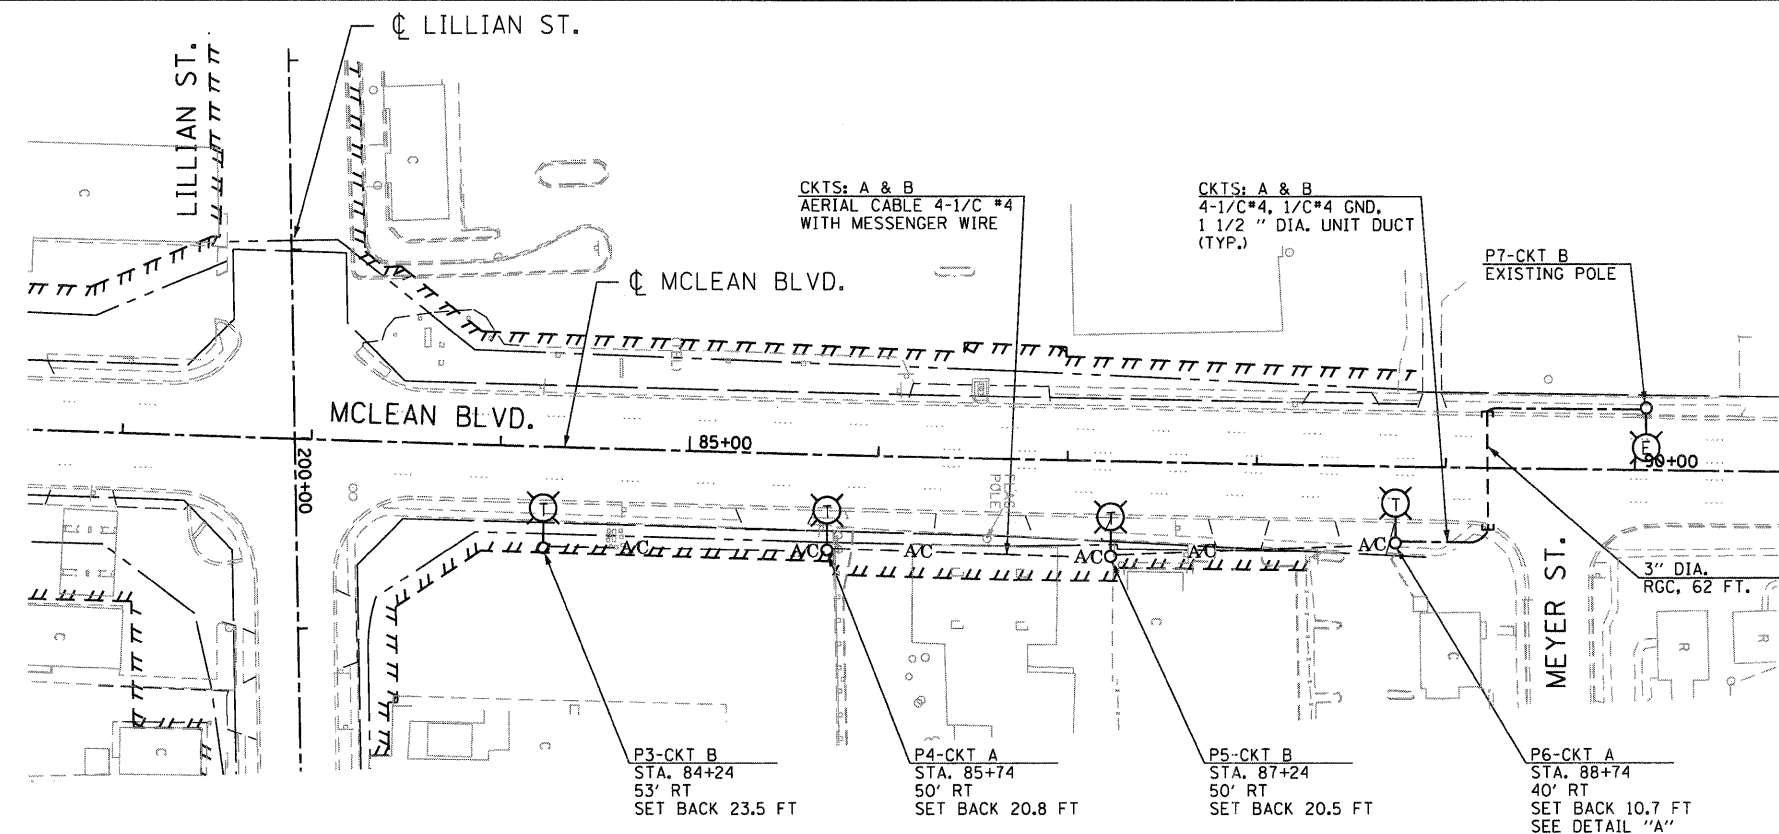 ℄ LILLIAN ST.
LILLIAN ST.
C
C
CKTS: A & B
AERIAL CABLE 4-1/C #4
WITH MESSENGER WIRE
CKTS: A & B
4-1/C#4, 1/C#4 GND,
1 1/2 " DIA. UNIT DUCT
(TYP.)
P7-CKT B
EXISTING POLE
℄ MCLEAN BLVD.
MCLEAN BLVD.
85+00
90+00
E
200+00
FLAG
POLE
T
T
T
T
A/C
A/C
A/C
A/C
A/C
A/C
3" DIA.
RGC, 62 FT.
MEYER ST.
C
C
C
R
R
C
C
P3-CKT B
STA. 84+24
53' RT
SET BACK 23.5 FT
P4-CKT A
STA. 85+74
50' RT
SET BACK 20.8 FT
P5-CKT B
STA. 87+24
50' RT
SET BACK 20.5 FT
P6-CKT A
STA. 88+74
40' RT
SET BACK 10.7 FT
SEE DETAIL "A"